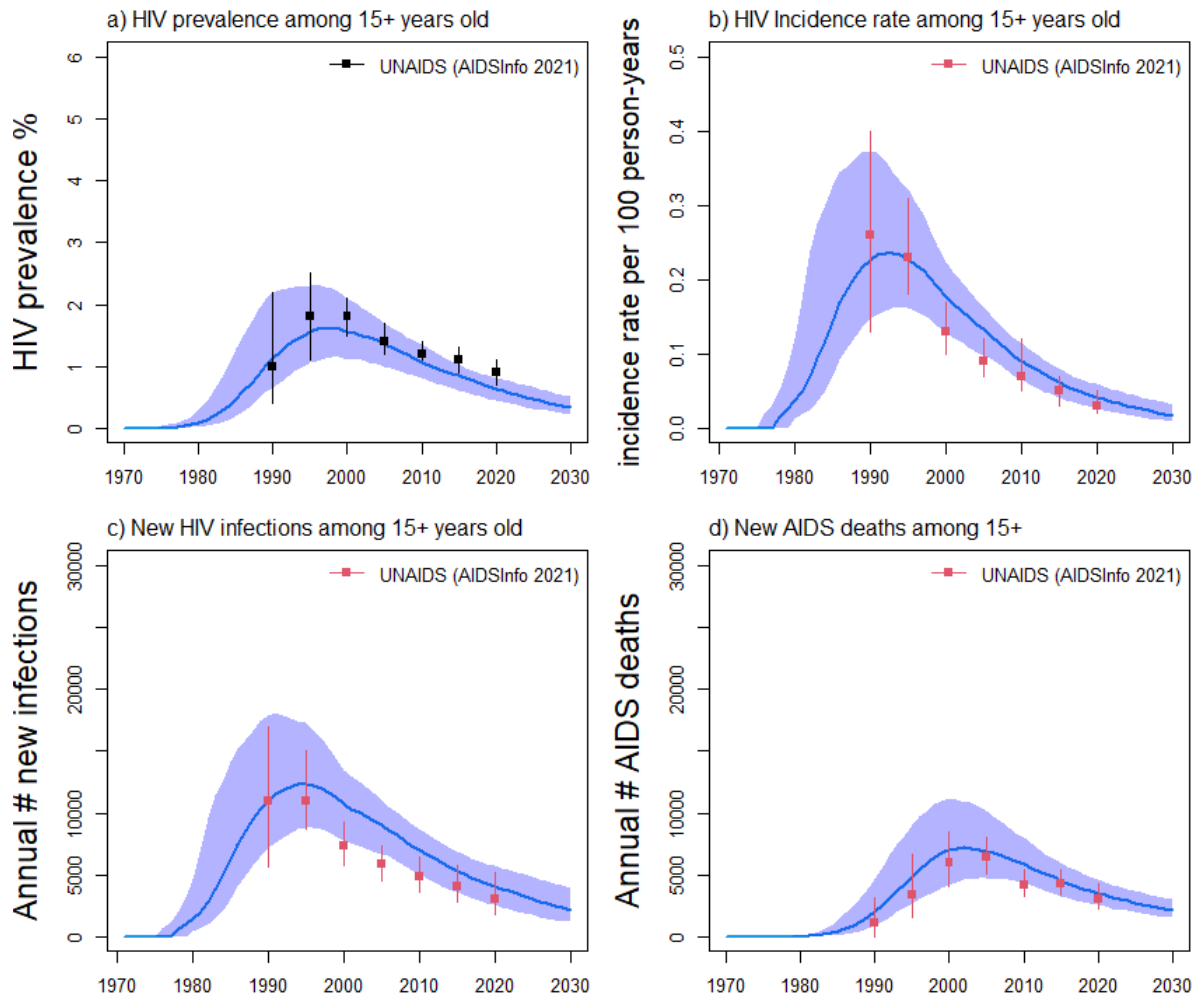 a) HIV prevalence among 15+ years old
HIV prevalence %
6
5
4
3
2
1
0
UNAIDS (AIDSInfo 2021)
1970 1980 1990 2000 2010 2020 2030
b) HIV Incidence rate among 15+ years old
incidence rate per 100 person-years
0.5
0.4
0.3
0.2
0.1
0.0
UNAIDS (AIDSInfo 2021)
1970 1980 1990 2000 2010 2020 2030
c) New HIV infections among 15+ years old
Annual # new infections
30000
20000
10000
5000
0
UNAIDS (AIDSInfo 2021)
1970 1980 1990 2000 2010 2020 2030
d) New AIDS deaths among 15+
Annual # AIDS deaths
30000
20000
10000
5000
0
UNAIDS (AIDSInfo 2021)
1970 1980 1990 2000 2010 2020 2030